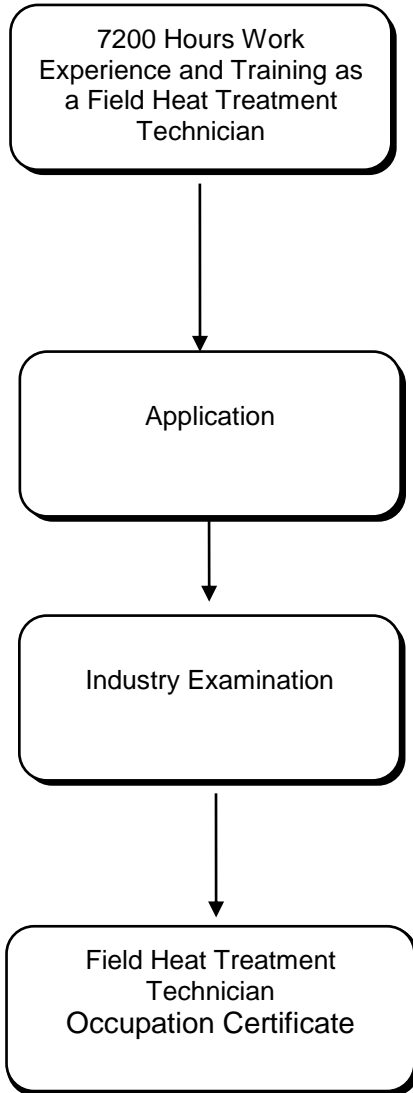 7200 Hours Work
Experience and Training as
a Field Heat Treatment
Technician
Application
Industry Examination
Field Heat Treatment
Technician
Occupation Certificate